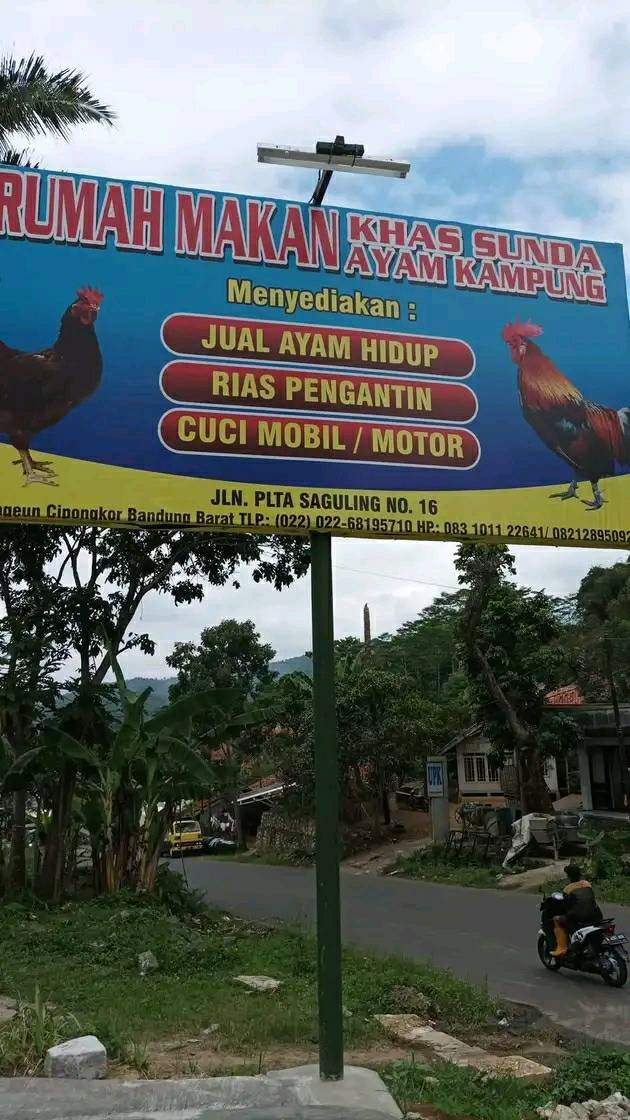 RUMAH MAKAN KHAS SUNDA
AYAM KAMPUNG
Menyediakan :
JUAL AYAM HIDUP
RIAS PENGANTIN
CUCI MOBIL / MOTOR
JLN. PLTA SAGULING NO. 16
Cipongkor Bandung Barat TLP.: (022) 022-68195710 HP.: 083 1011 22641/
UPK